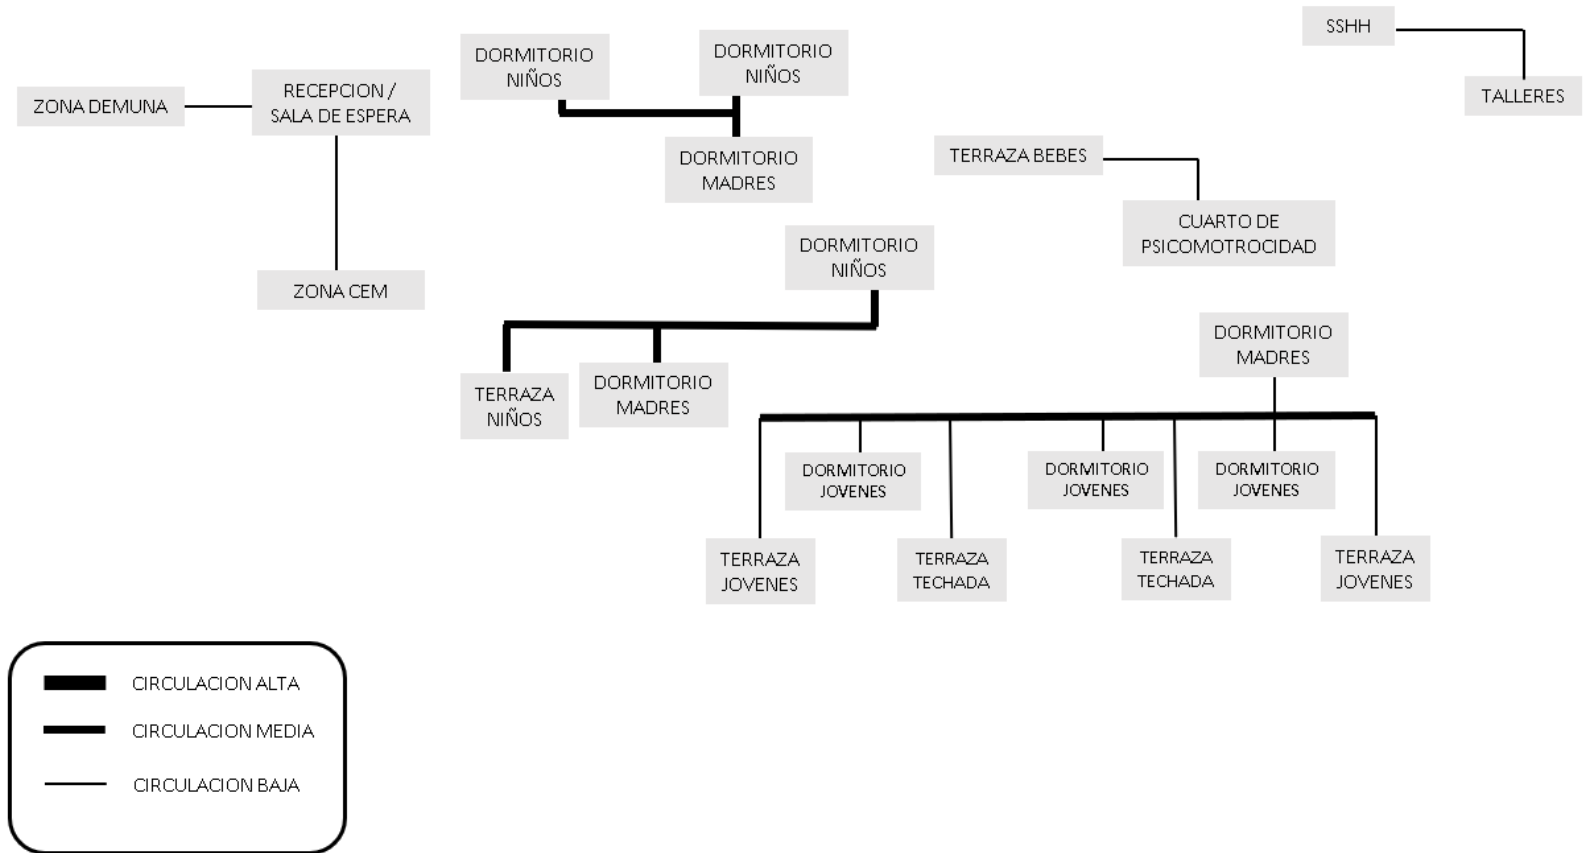 SSHH
TALLERES
ZONA DEMUNA
RECEPCION /
SALA DE ESPERA
ZONA CEM
DORMITORIO
NIÑOS
DORMITORIO
NIÑOS
DORMITORIO
MADRES
TERRAZA BEBES
CUARTO DE
PSICOMOTROCIDAD
DORMITORIO
NIÑOS
TERRAZA
NIÑOS
DORMITORIO
MADRES
DORMITORIO
MADRES
DORMITORIO
JOVENES
DORMITORIO
JOVENES
DORMITORIO
JOVENES
TERRAZA
JOVENES
TERRAZA
TECHADA
TERRAZA
TECHADA
TERRAZA
JOVENES
CIRCULACION ALTA
CIRCULACION MEDIA
CIRCULACION BAJA